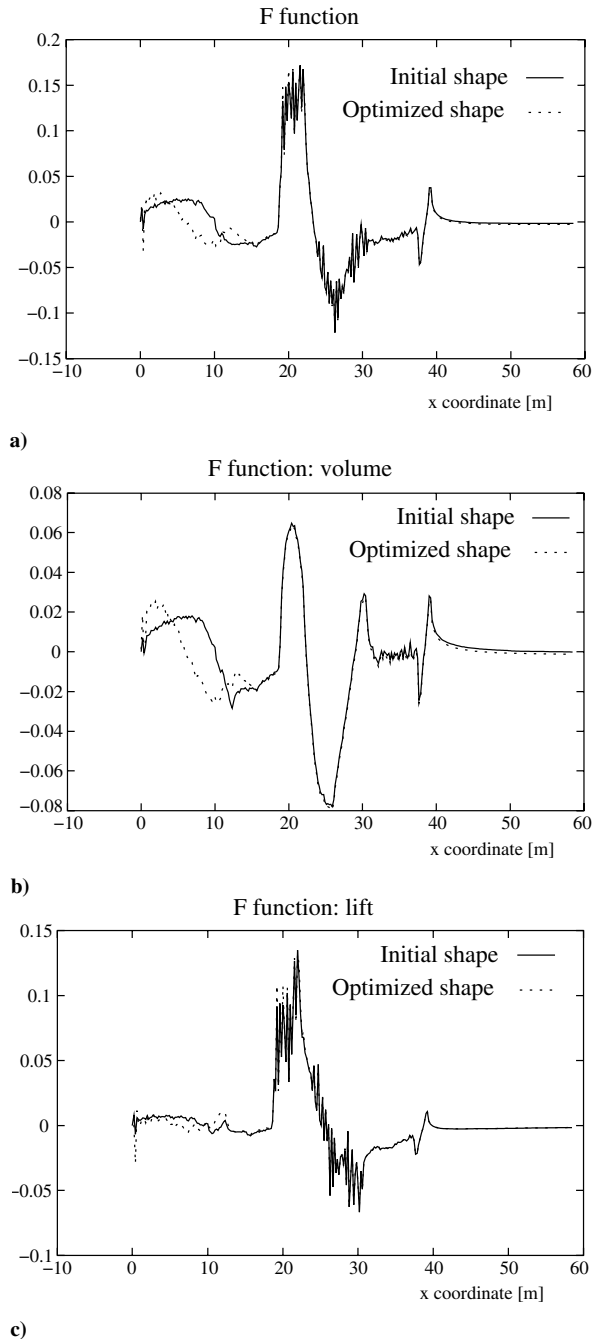 F function
0.2
Initial shape
0.15
Optimized shape
0.1
0.05
0
−0.05
−0.1
−0.15
−10 0 10 20 30 40 50 60
x coordinate [m]
a)
F function: volume
0.08
Initial shape
0.06
Optimized shape
0.04
0.02
0
−0.02
−0.04
−0.06
−0.08
−10 0 10 20 30 40 50 60
x coordinate [m]
b)
F function: lift
0.15
Initial shape
Optimized shape
0.1
0.05
0
−0.05
−0.1
−10 0 10 20 30 40 50 60
x coordinate [m]
c)